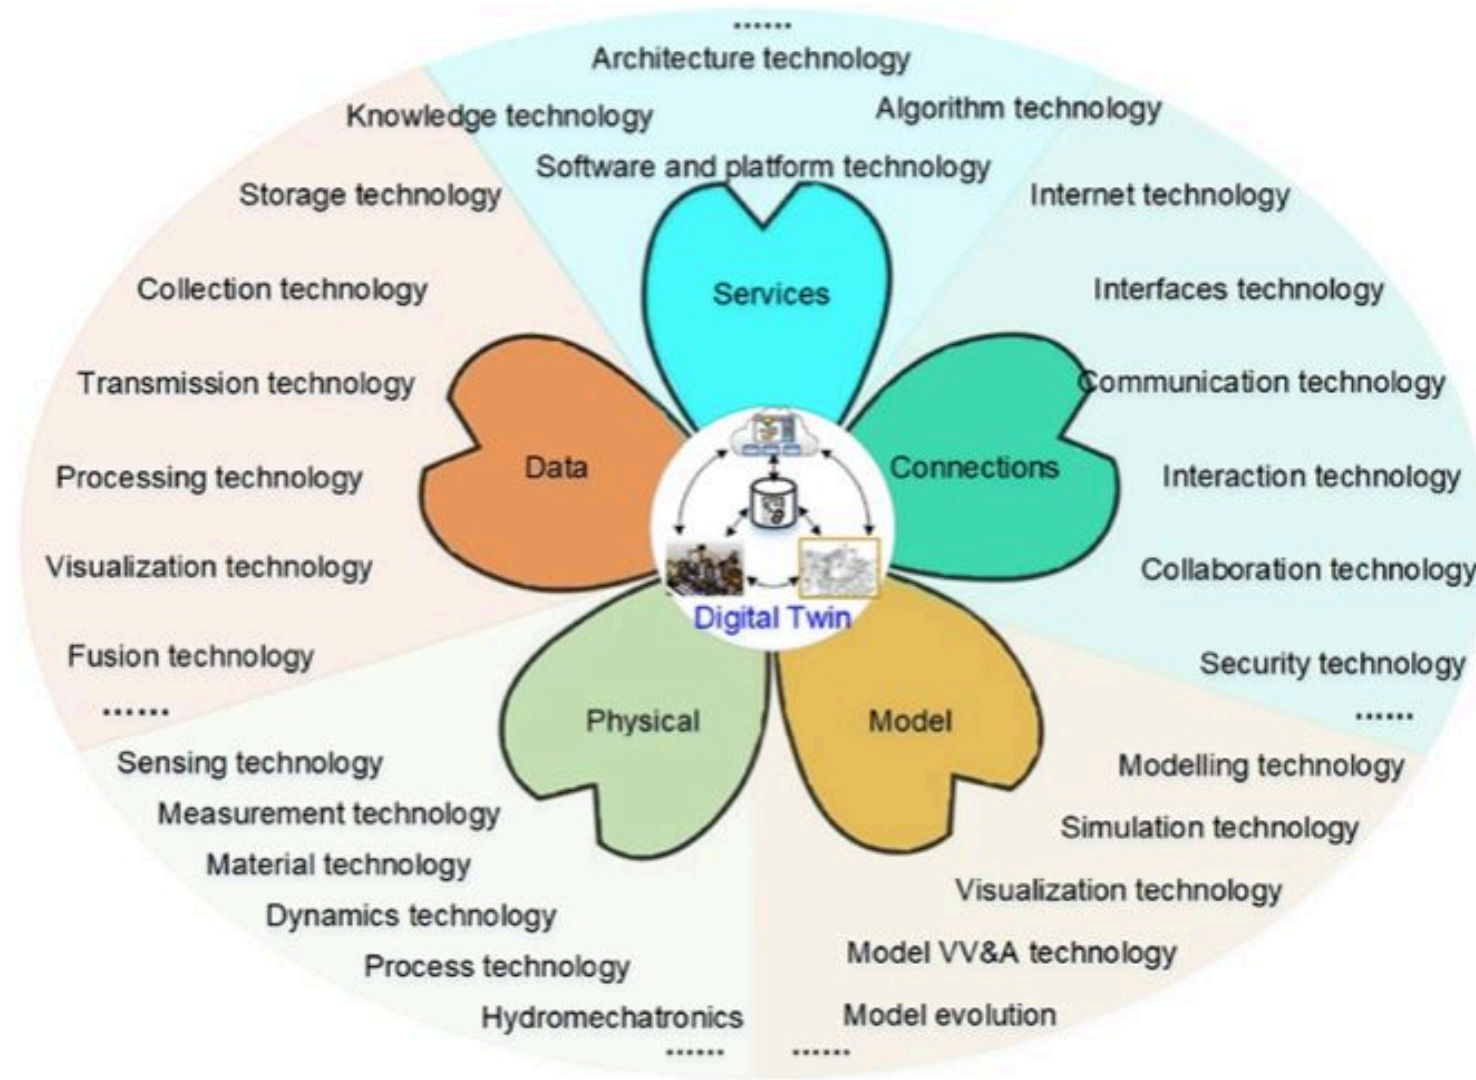 ......
Architecture technology
Knowledge technology
Algorithm technology
Software and platform technology
Services
Storage technology
Collection technology
Transmission technology
Processing technology
Visualization technology
Fusion technology
......
Data
Internet technology
Interfaces technology
Communication technology
Interaction technology
Collaboration technology
Security technology
......
Connections
Digital Twin
Physical
Sensing technology
Measurement technology
Material technology
Dynamics technology
Process technology
Hydromechatronics
......
Model
Modelling technology
Simulation technology
Visualization technology
Model VV&A technology
Model evolution
......